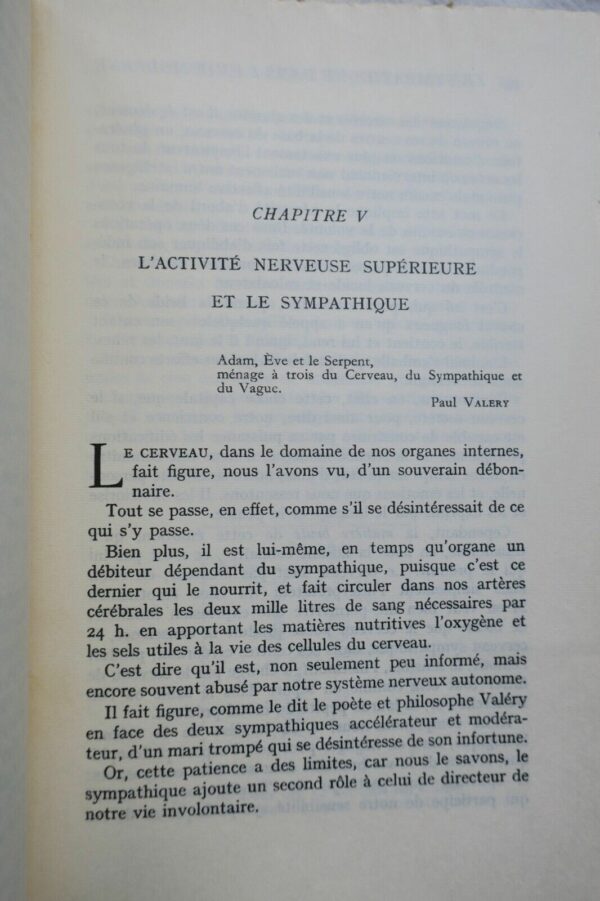 CHAPITRE V
L'ACTIVITÉ NERVEUSE SUPÉRIEURE
ET LE SYMPATHIQUE
Adam, Ève et le Serpent,
ménage à trois du Cerveau, du Sympathique et
du Vague.
Paul VALERY
LE CERVEAU, dans le domaine de nos organes internes,
fait figure, nous l'avons vu, d'un souverain débon-
naire.
Tout se passe, en effet, comme s'il se désintéressait de ce
qui s'y passe.
Bien plus, il est lui-même, en temps qu'organe un
débiteur dépendant du sympathique, puisque c'est ce
dernier qui le nourrit, et fait circuler dans nos artères
cérébrales les deux mille litres de sang nécessaires par
24 h. en apportant les matières nutritives l'oxygène et
les sels utiles à la vie des cellules du cerveau.
C'est dire qu'il est, non seulement peu informé, mais
encore souvent abusé par notre système nerveux autonome.
Il fait figure, comme le dit le poète et philosophe Valéry
en face des deux sympathiques accélérateur et modéra-
teur, d'un mari trompé qui se désintéresse de son infortune.
Or, cette patience a des limites, car nous le savons, le
sympathique ajoute un second rôle à celui de directeur de
notre vie involontaire.